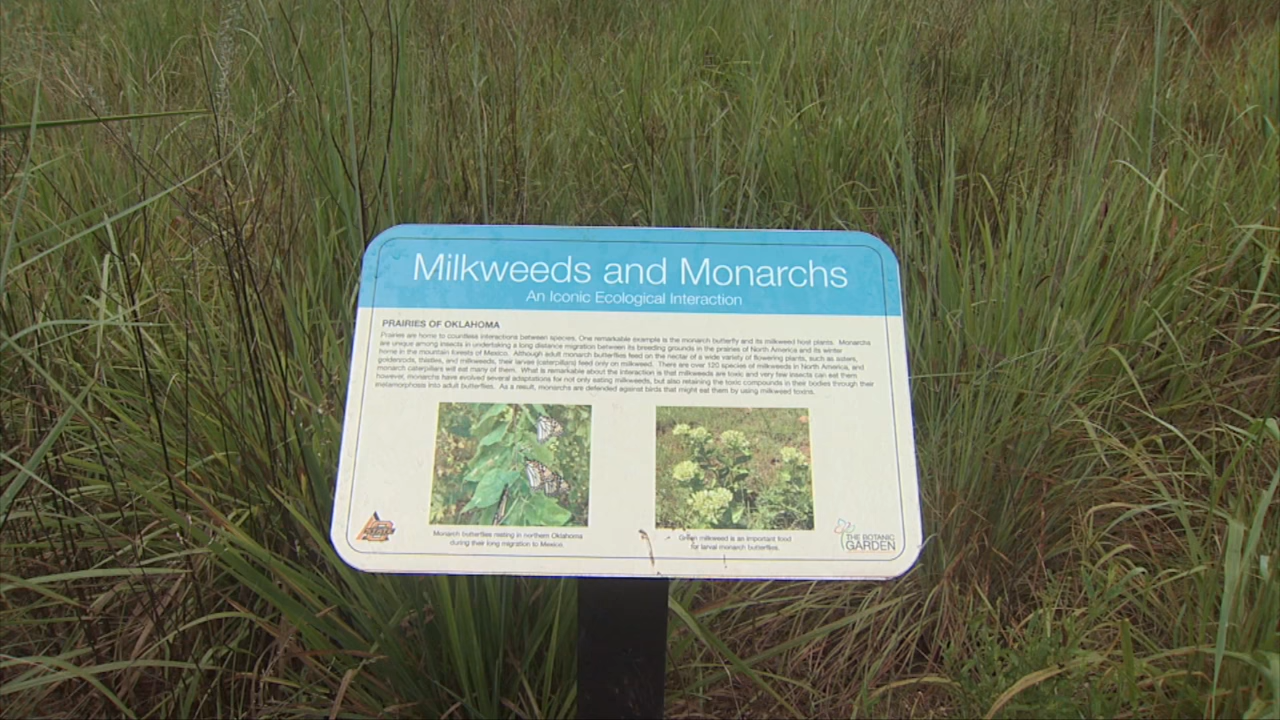 Milkweeds and Monarchs
An Iconic Ecological Interaction
PRAIRIES OF OKLAHOMA
Prairies are home to countless interactions between species. One remarkable example is the monarch butterfly and its milkweed host plants. Monarchs
are unique among insects in undertaking a long distance migration between its breeding grounds in the prairies of North America and its winter
home in the mountain forests of Mexico. Although adult monarch butterflies feed on the nectar of a wide variety of flowering plants, such as asters,
goldenrods, thistles, and milkweeds, their larvae (caterpillars) feed only on milkweed. There are over 120 species of milkweeds in North America, and
monarch caterpillars will eat many of them. What is remarkable about the interaction is that milkweeds are toxic and very few insects can eat them
however, monarchs have evolved several adaptations for not only eating milkweeds, but also retaining the toxic compounds in their bodies through their
metamorphosis into adult butterflies. As a result, monarchs are defended against birds that might eat them by using milkweed toxins.
Monarch butterflies resting in northern Oklahoma
during their long migration to Mexico.
Green milkweed is an important food
for larval monarch butterflies.
STATE
THE BOTANIC
GARDEN